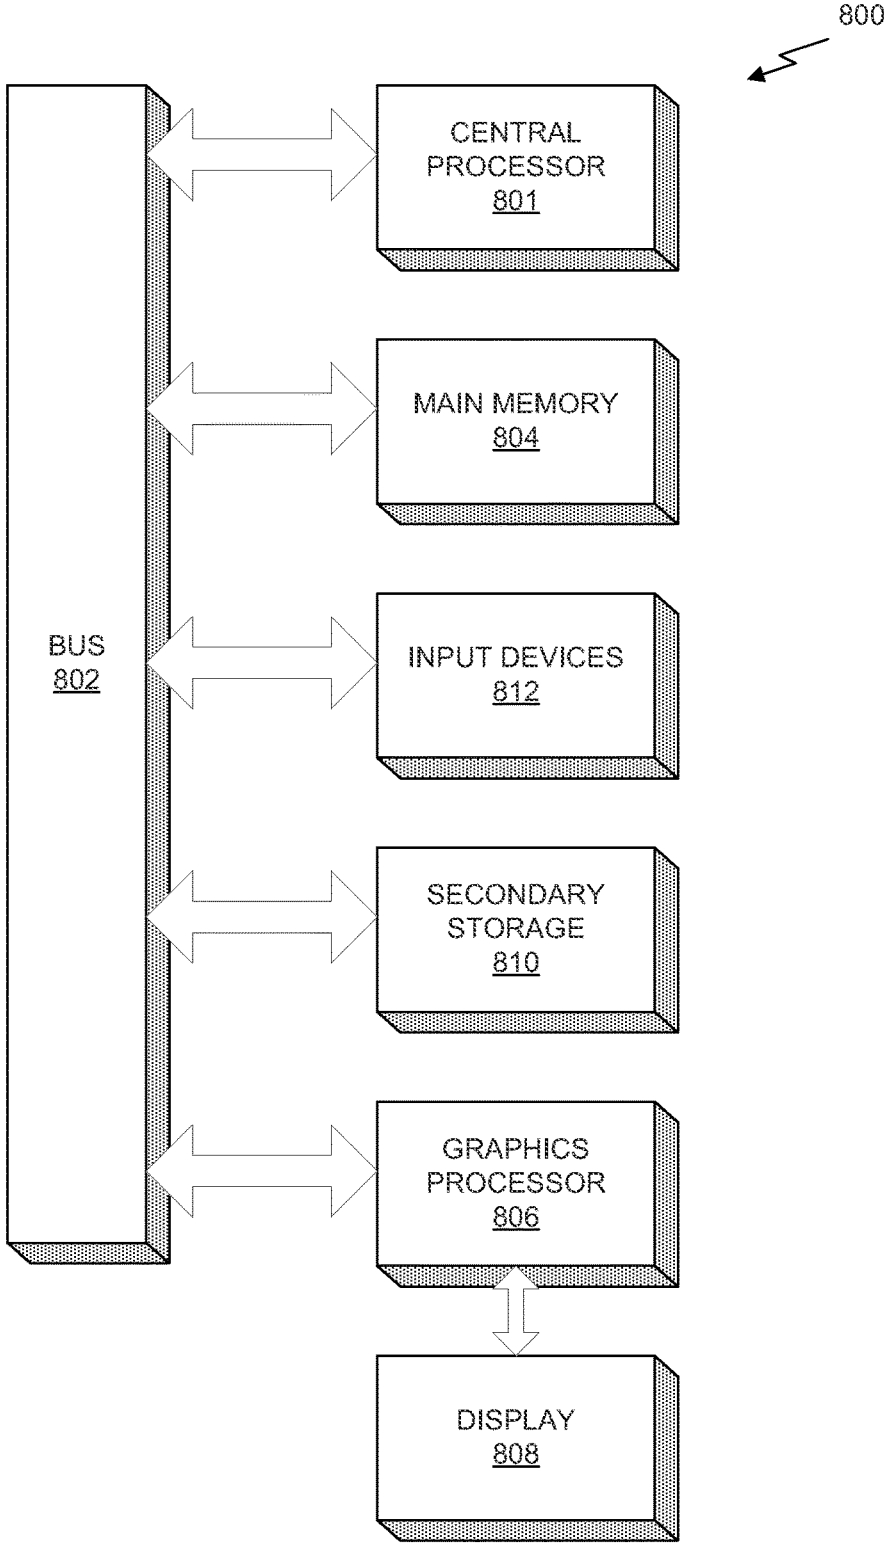 800
CENTRAL
PROCESSOR
801
MAIN MEMORY
804
BUS
802
INPUT DEVICES
812
SECONDARY
STORAGE
810
GRAPHICS
PROCESSOR
806
DISPLAY
808